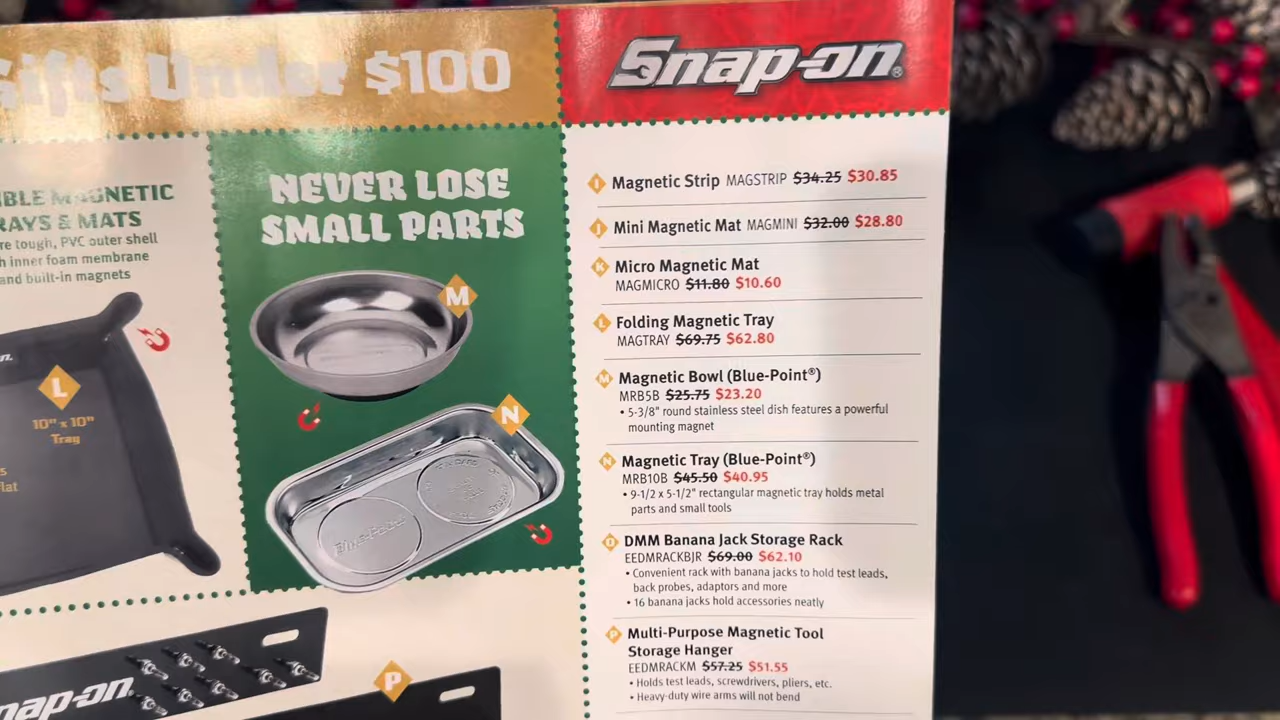 Gifts Under $100
Snap-on®
BLE MAGNETIC
RAYS & MATS
re tough, PVC outer shell
h inner foam membrane
and built-in magnets
NEVER LOSE
SMALL PARTS
M
N
L
10" x 10"
Tray
s
flat
on.
Blue-Point
nap-on.
P
I Magnetic Strip MAGSTRIP $34.25 $30.85
J Mini Magnetic Mat MAGMINI $32.00 $28.80
K Micro Magnetic Mat
MAGMICRO $11.80 $10.60
L Folding Magnetic Tray
MAGTRAY $69.75 $62.80
M Magnetic Bowl (Blue-Point®)
MRB5B $25.75 $23.20
• 5-3/8" round stainless steel dish features a powerful
mounting magnet
N Magnetic Tray (Blue-Point®)
MRB10B $45.50 $40.95
• 9-1/2 x 5-1/2" rectangular magnetic tray holds metal
parts and small tools
O DMM Banana Jack Storage Rack
EEDMRACKBJR $69.00 $62.10
• Convenient rack with banana jacks to hold test leads,
back probes, adaptors and more
• 16 banana jacks hold accessories neatly
P Multi-Purpose Magnetic Tool
Storage Hanger
EEDMRACKM $57.25 $51.55
• Holds test leads, screwdrivers, pliers, etc.
• Heavy-duty wire arms will not bend